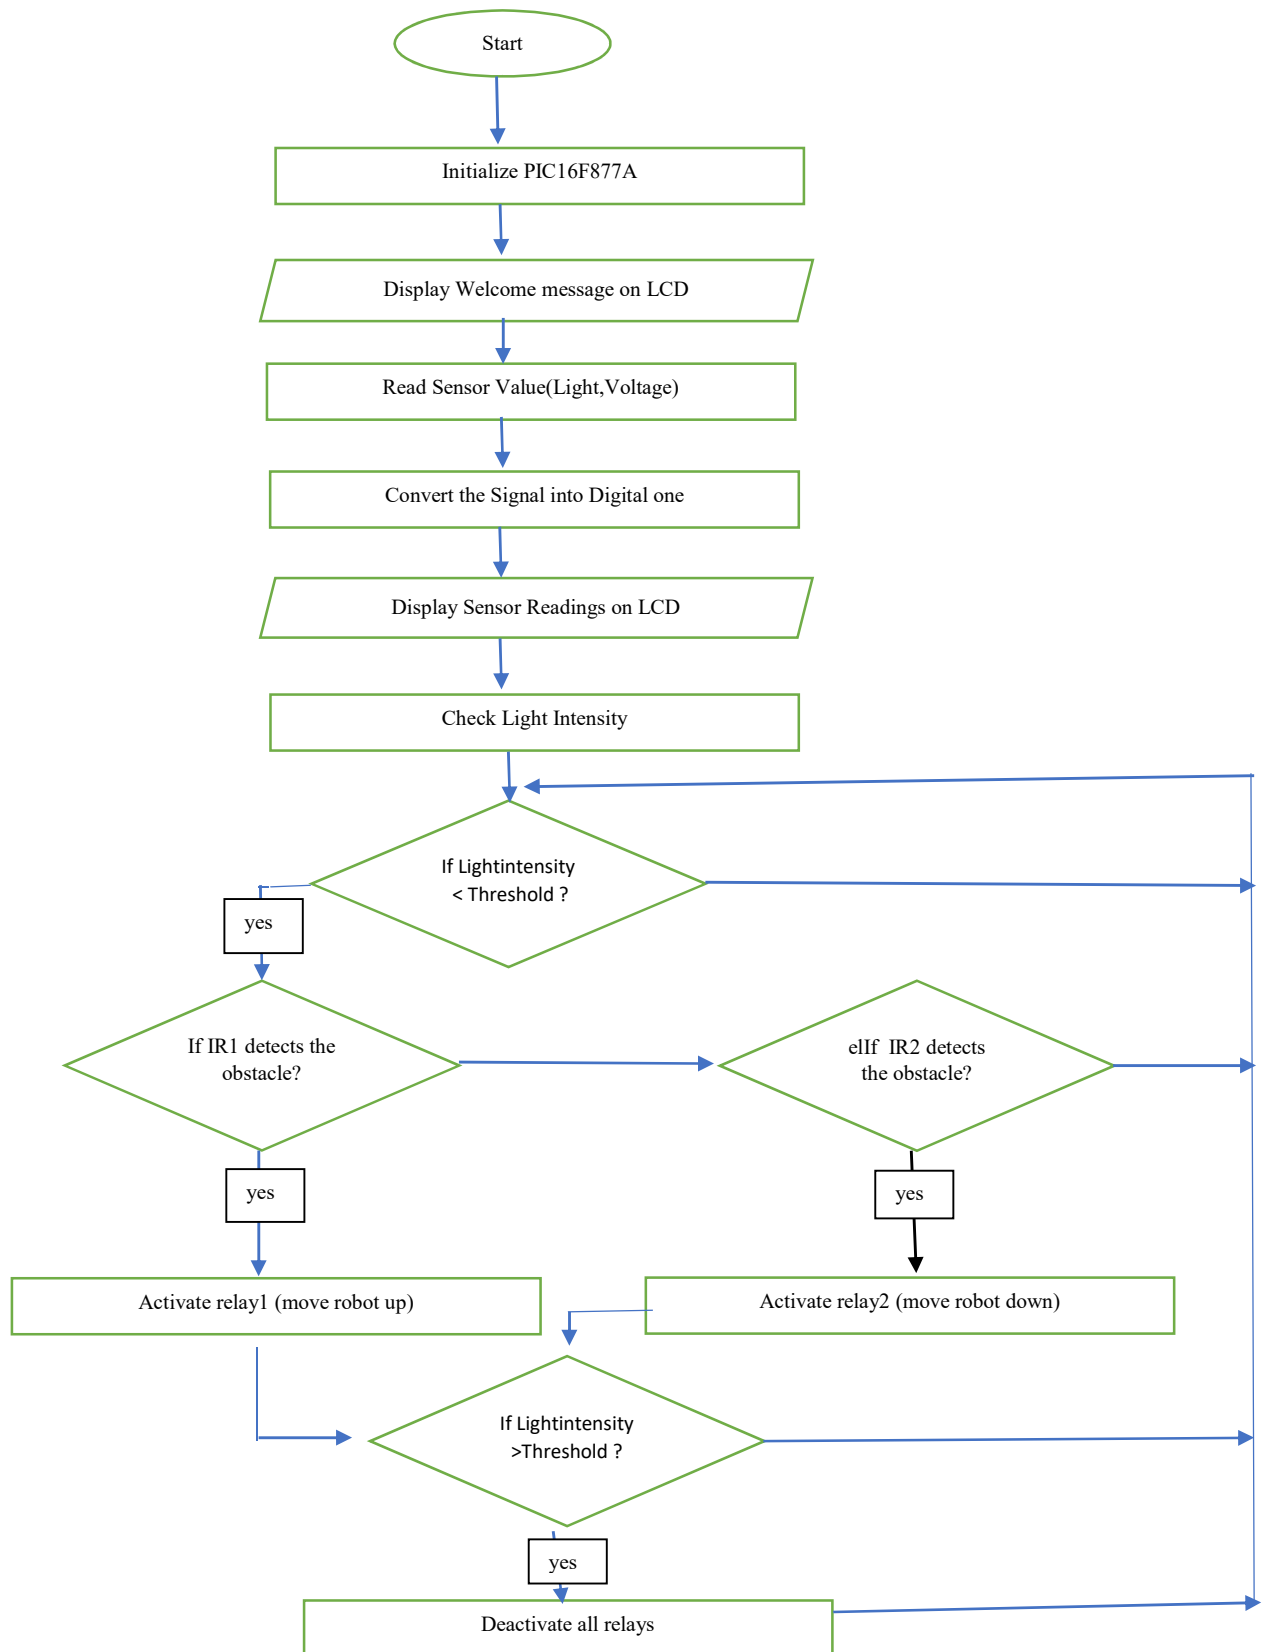 Start
Initialize PIC16F877A
Display Welcome message on LCD
Read Sensor Value(Light,Voltage)
Convert the Signal into Digital one
Display Sensor Readings on LCD
Check Light Intensity
If Lightintensity
< Threshold ?
yes
If IR1 detects the
obstacle?
elIf IR2 detects
the obstacle?
yes
yes
Activate relay1 (move robot up)
Activate relay2 (move robot down)
If Lightintensity
>Threshold ?
yes
Deactivate all relays